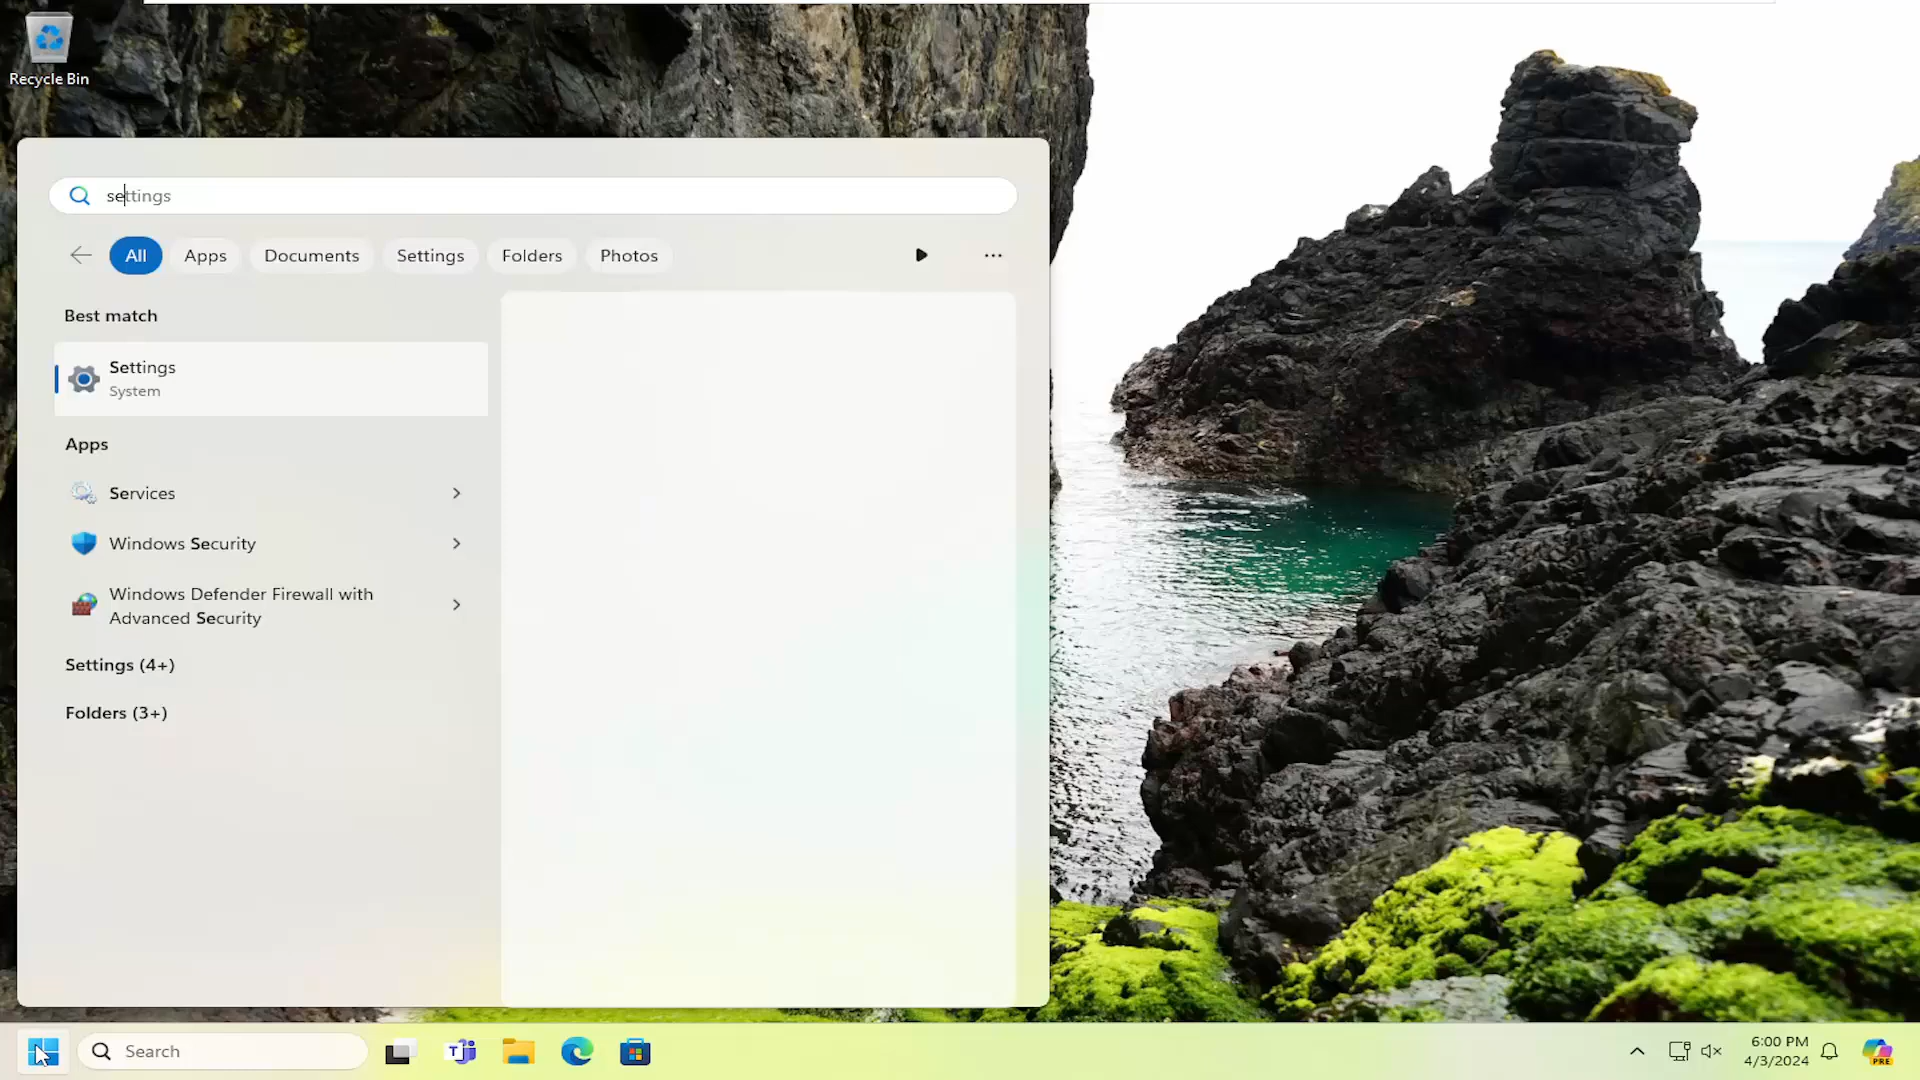 Recycle Bin
settings
All Apps Documents Settings Folders Photos
Best match
Settings
System
Apps
Services
Windows Security
Windows Defender Firewall with
Advanced Security
Settings (4+)
Folders (3+)
Search
6:00 PM
4/3/2024
PRE